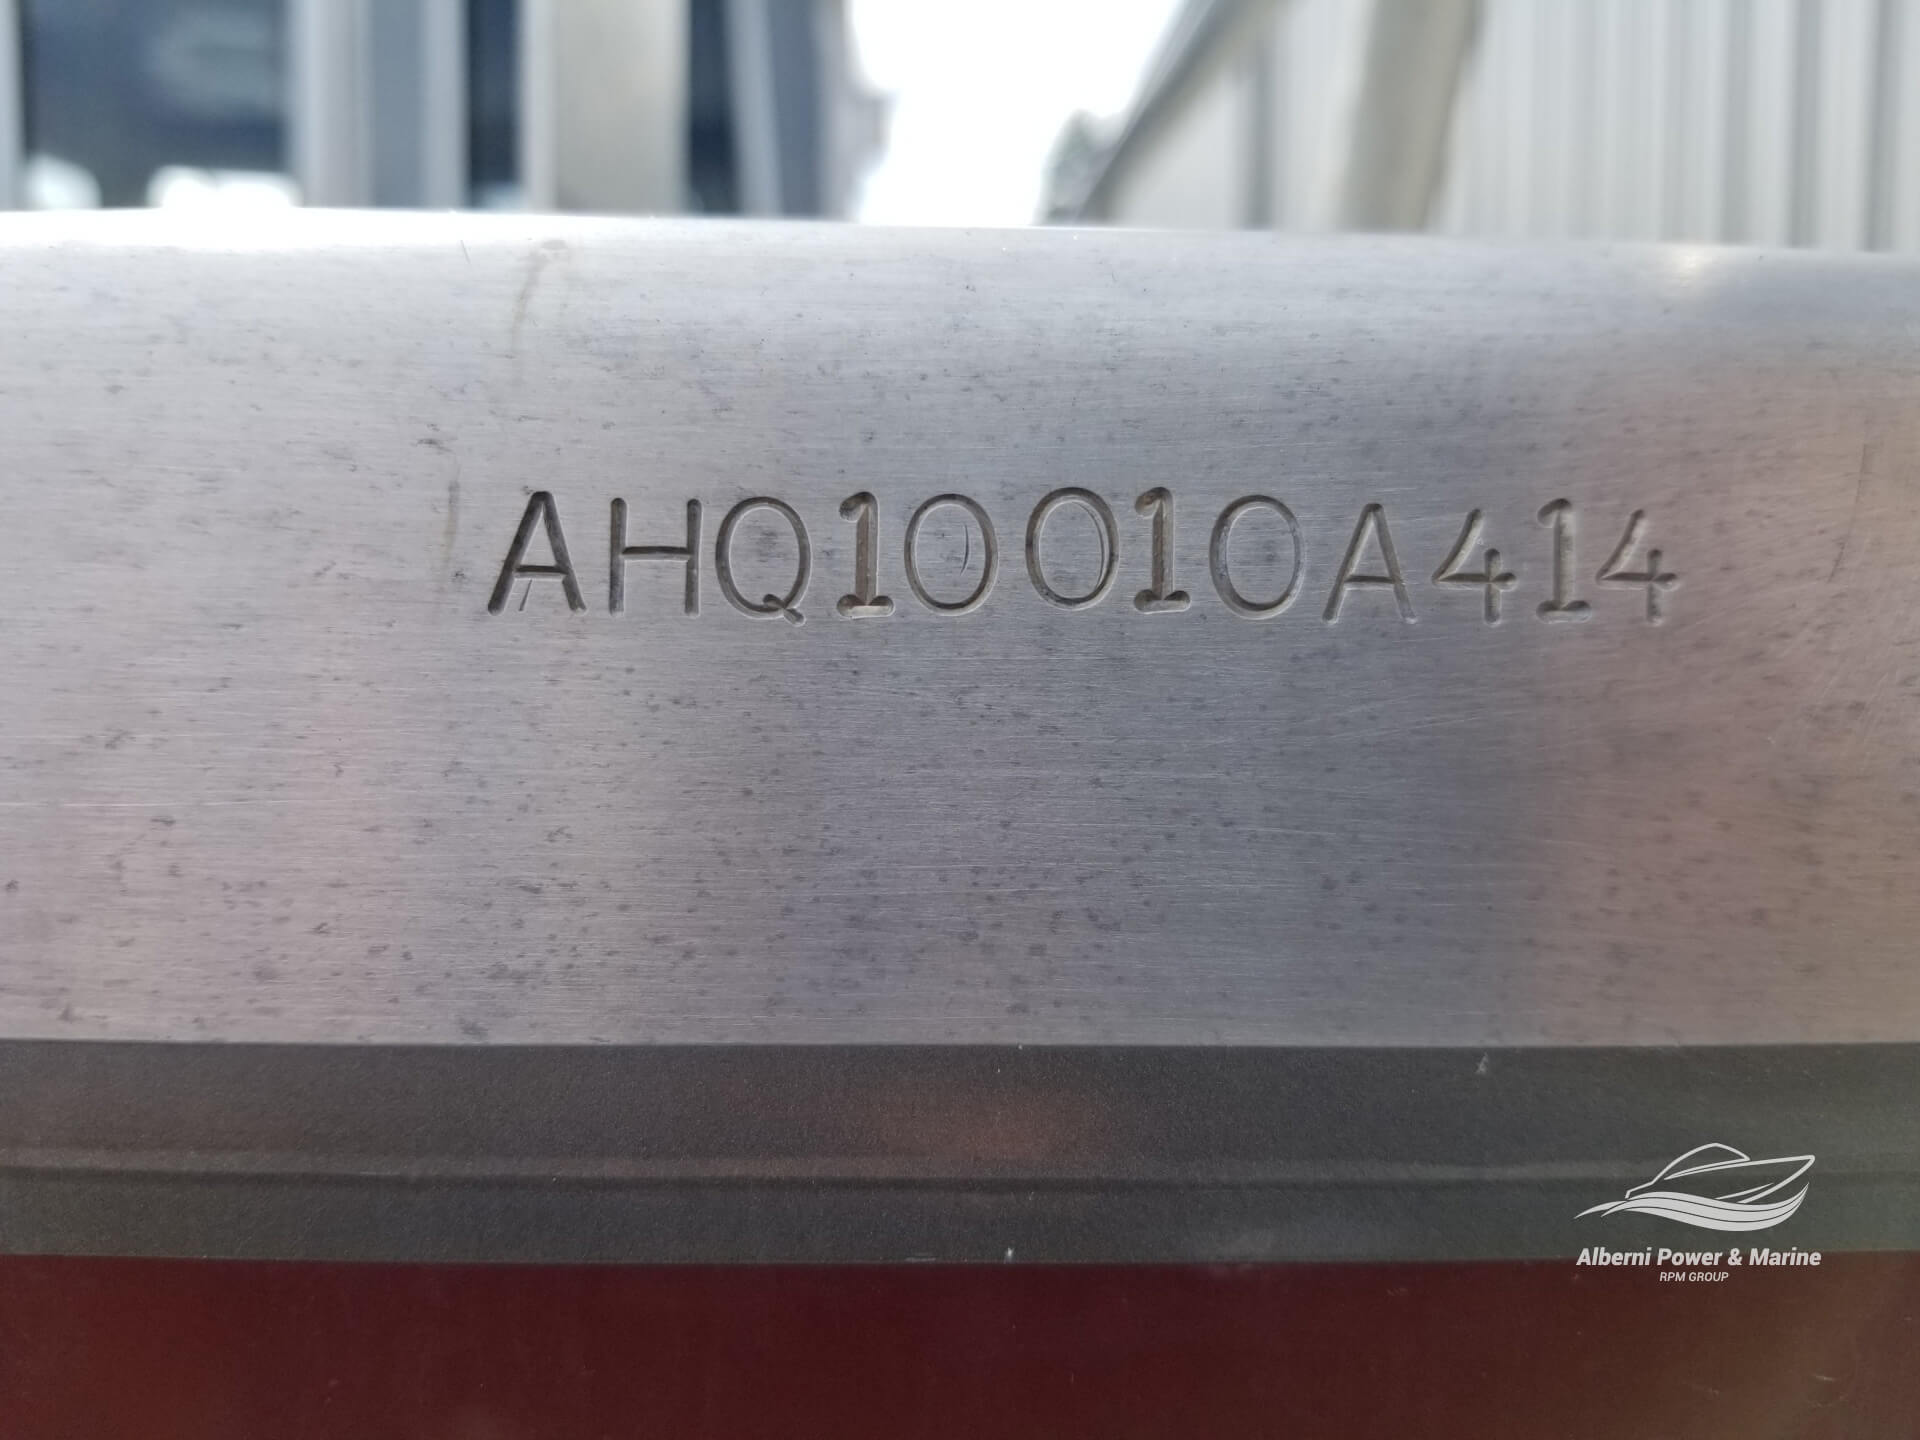 AHQ10010A414
Alberni Power & Marine
RPM GROUP